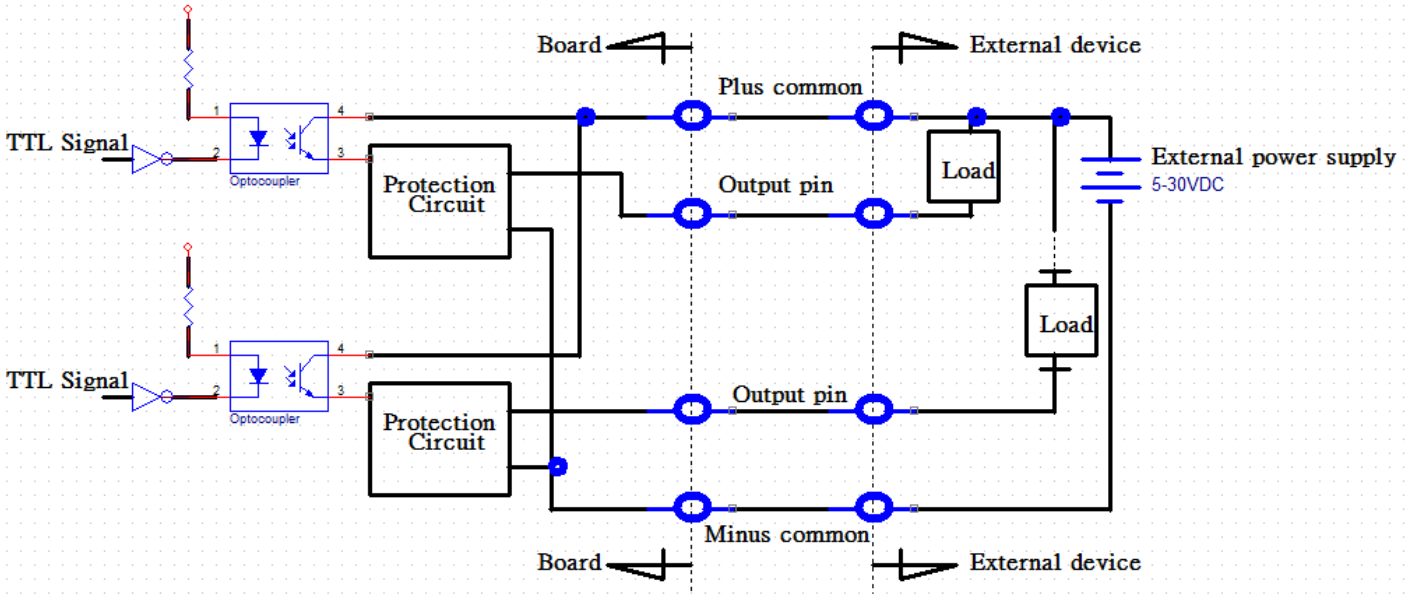 Board
External device
Plus common
1
4
TTL Signal
2
3
Optocoupler
Protection
Circuit
Output pin
Load
External power supply
5-30VDC
Load
1
4
TTL Signal
2
3
Optocoupler
Protection
Circuit
Output pin
Minus common
Board
External device